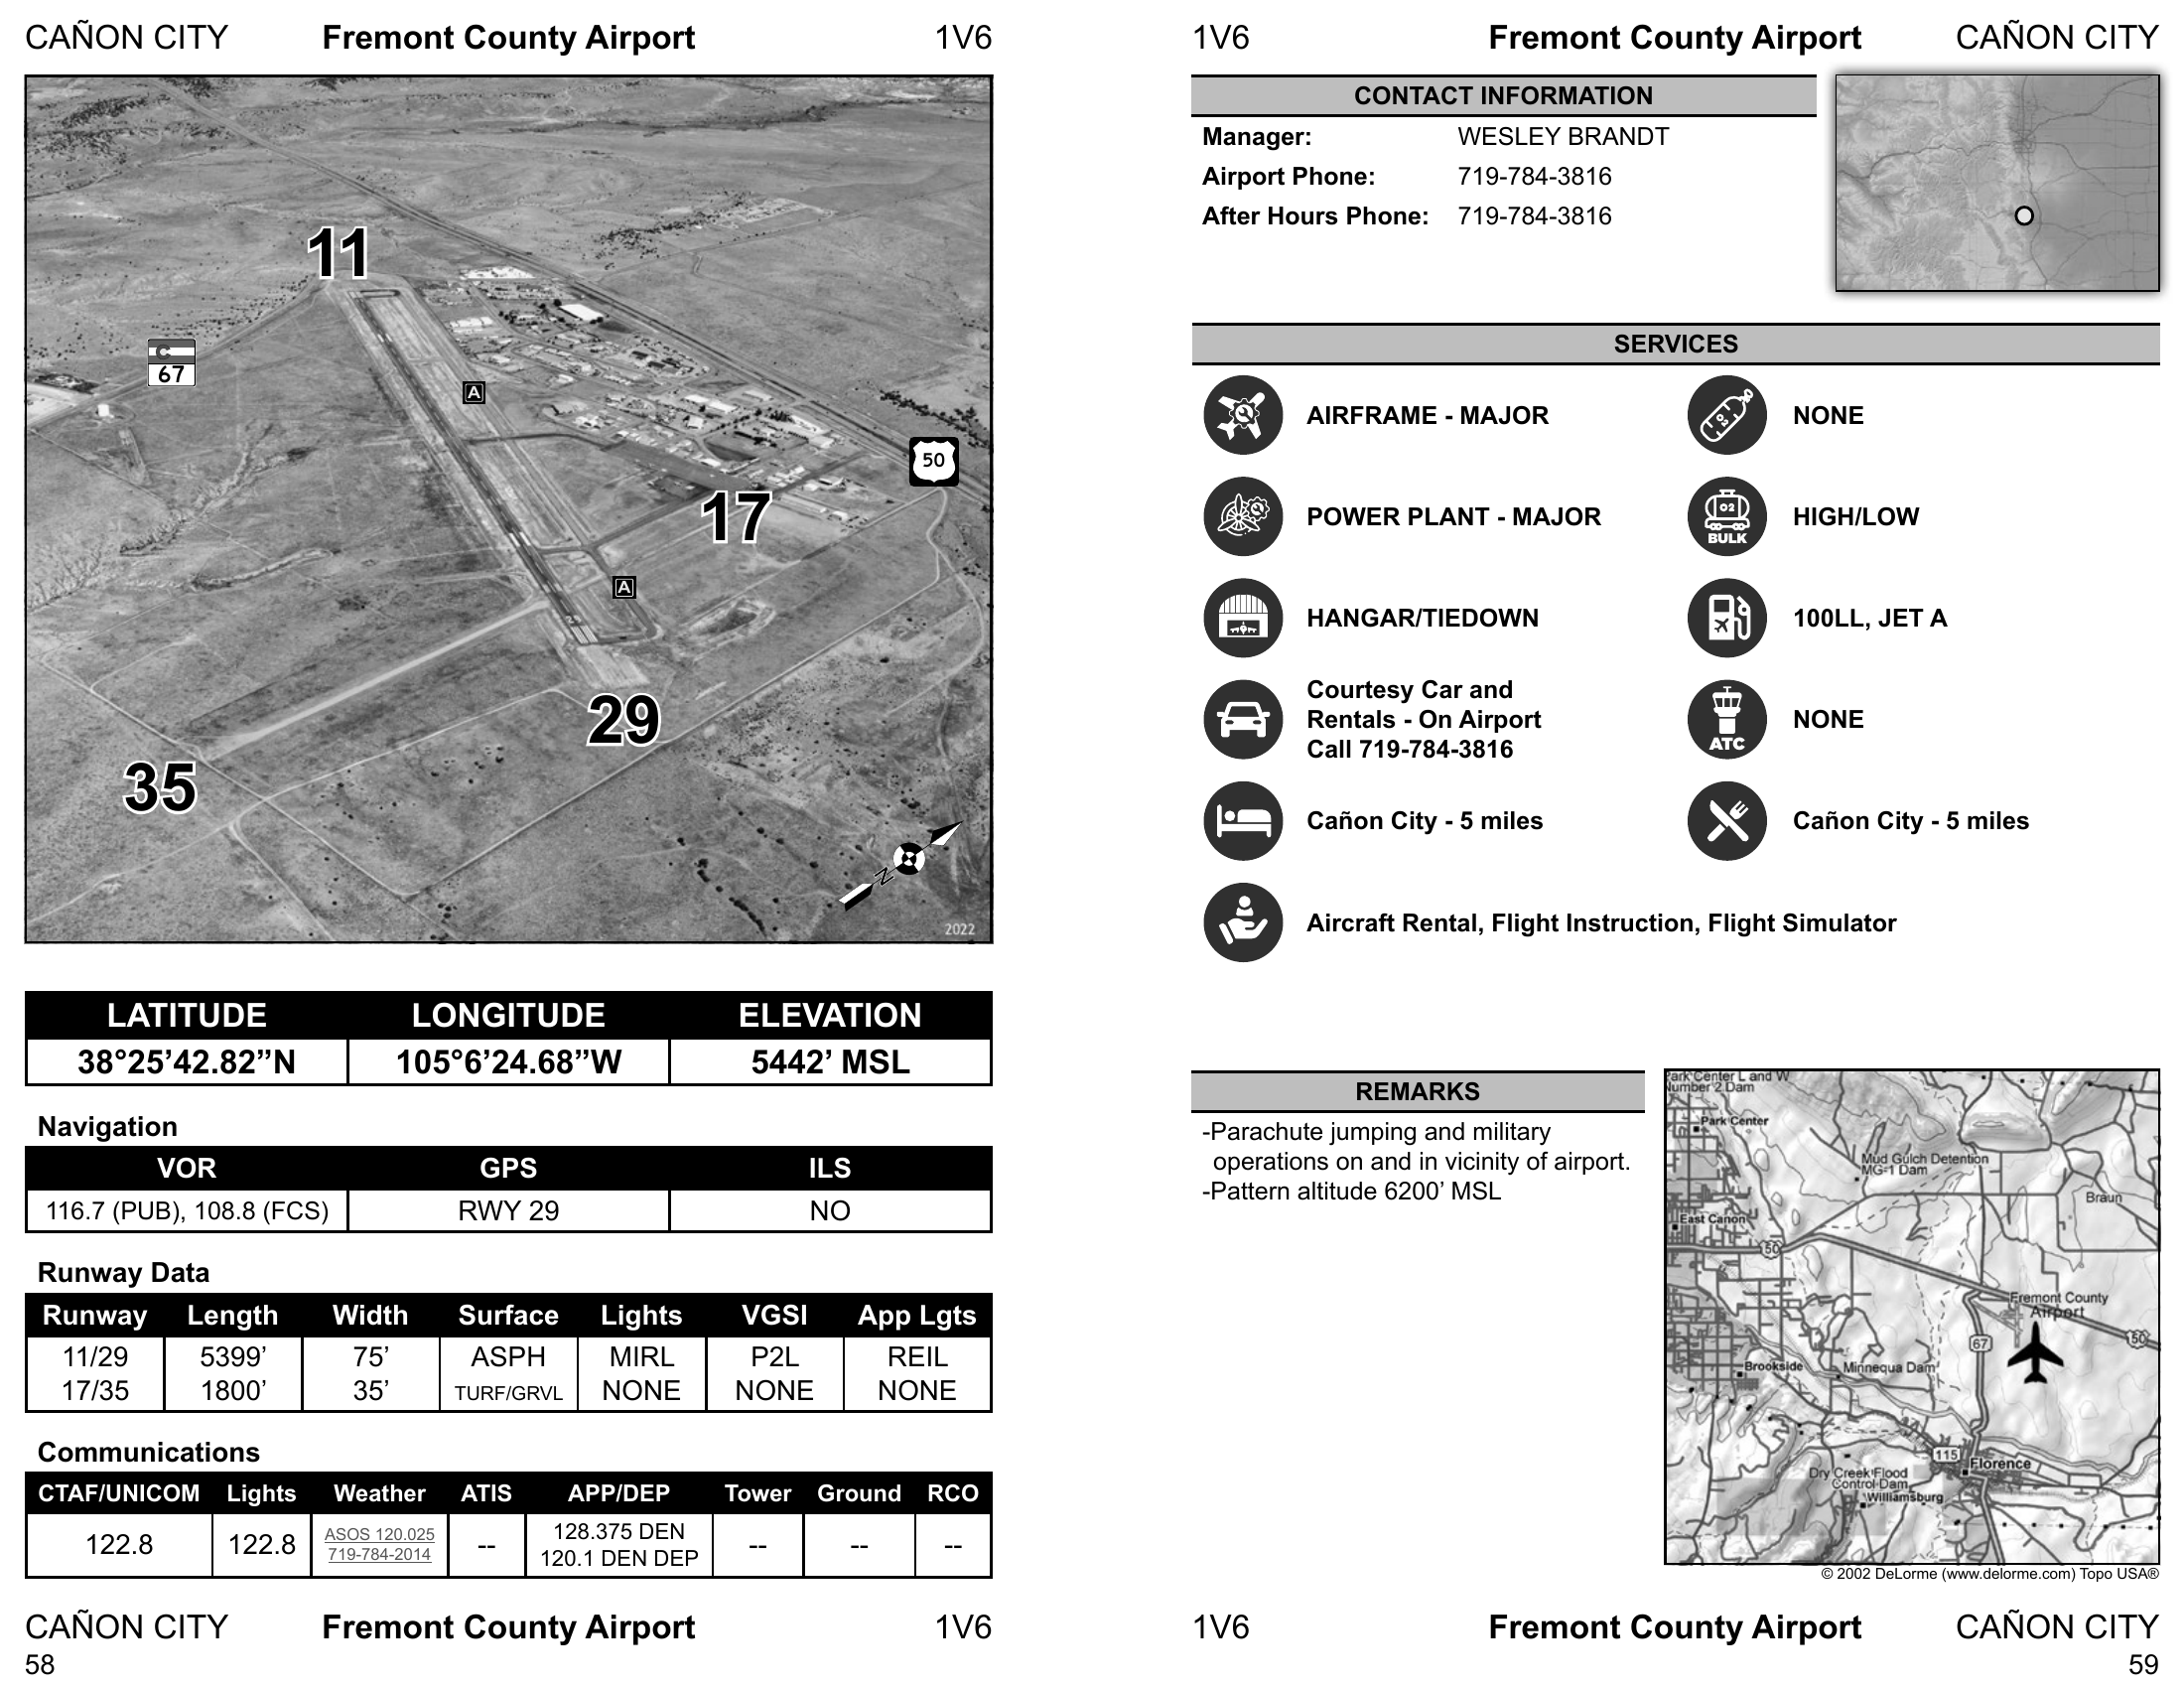 CAÑON CITY Fremont County Airport 1V6
11
C
67
A
50
17
A
29
35
N
2022
LATITUDE LONGITUDE ELEVATION
38°25’42.82”N 105°6’24.68”W 5442’ MSL
Navigation
VOR GPS ILS
116.7 (PUB), 108.8 (FCS) RWY 29 NO
Runway Data
Runway Length Width Surface Lights VGSI App Lgts
11/29 5399’ 75’ ASPH MIRL P2L REIL
17/35 1800’ 35’ TURF/GRVL NONE NONE NONE
Communications
CTAF/UNICOM Lights Weather ATIS APP/DEP Tower Ground RCO
122.8 122.8 ASOS 120.025 -- 128.375 DEN -- -- --
719-784-2014 120.1 DEN DEP
CAÑON CITY Fremont County Airport 1V6
58
1V6 Fremont County Airport CAÑON CITY
CONTACT INFORMATION
Manager: WESLEY BRANDT
Airport Phone: 719-784-3816
After Hours Phone: 719-784-3816
SERVICES
AIRFRAME - MAJOR
NONE
POWER PLANT - MAJOR
O2
BULK
HIGH/LOW
HANGAR/TIEDOWN
100LL, JET A
Courtesy Car and
Rentals - On Airport
Call 719-784-3816
ATC
NONE
Cañon City - 5 miles
Cañon City - 5 miles
Aircraft Rental, Flight Instruction, Flight Simulator
REMARKS
-Parachute jumping and military
operations on and in vicinity of airport.
-Pattern altitude 6200’ MSL
Park Center L and W
Number 2 Dam
Park Center
Mud Gulch Detention
MG-1 Dam
Braun
East Canon
50
Fremont County
Airport
67
50
Brookside
Minnequa Dam
115
Florence
Dry Creek Flood
Control Dam
Williamsburg
© 2002 DeLorme (www.delorme.com) Topo USA®
1V6 Fremont County Airport CAÑON CITY
59